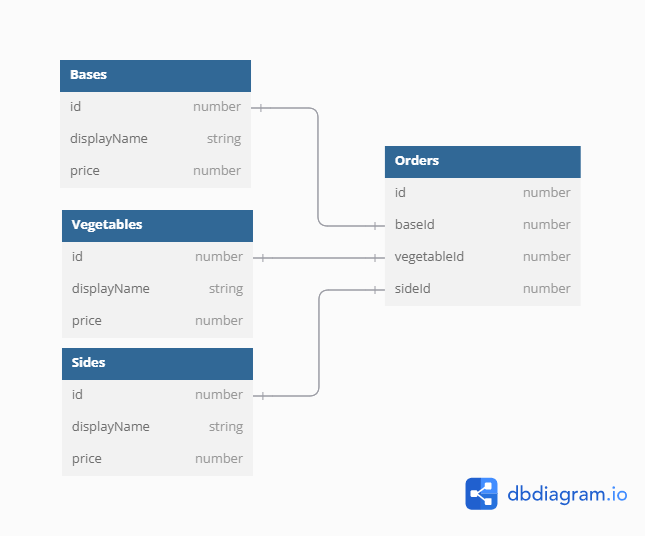 Bases
id number
displayName string
price number
Vegetables
id number
displayName string
price number
Sides
id number
displayName string
price number
Orders
id number
baseId number
vegetableId number
sideId number
dbdiagram.io